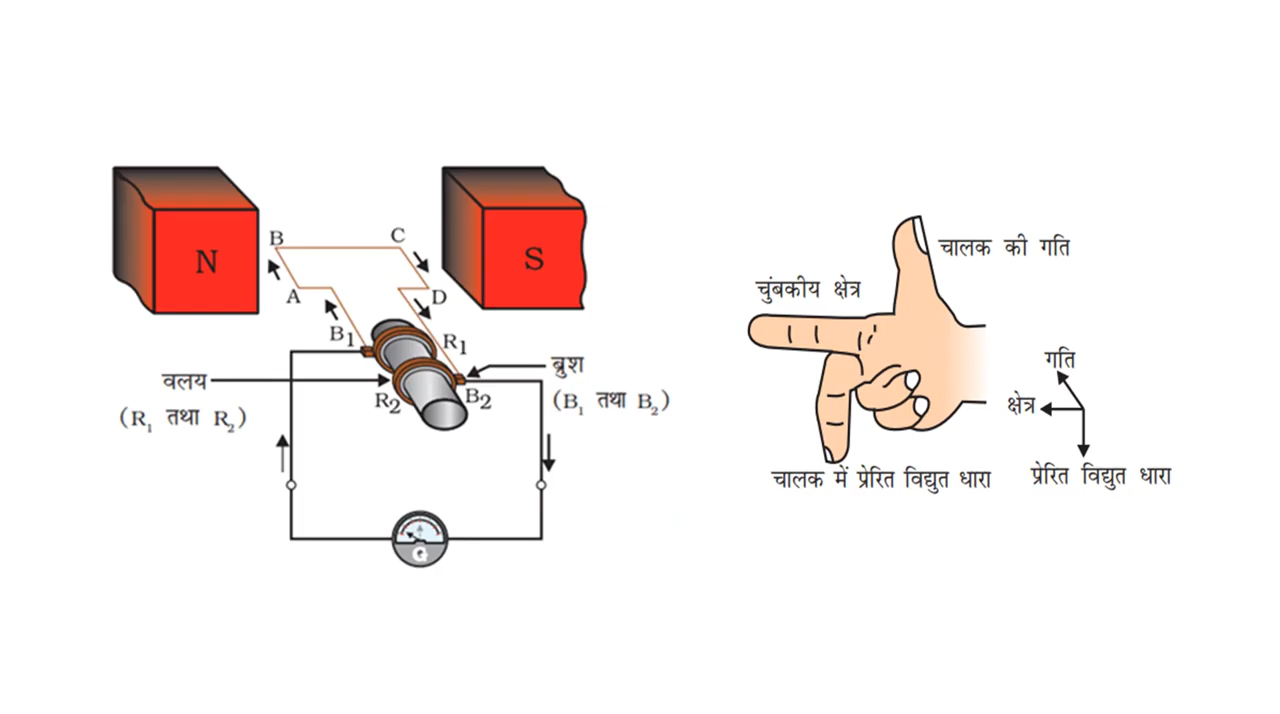 N
S
B
C
A
D
B₁
R₁
वलय
(R₁ तथा R₂)
R₂
B₂
ब्रुश
(B₁ तथा B₂)
G
चालक की गति
चुंबकीय क्षेत्र
गति
क्षेत्र
चालक में प्रेरित विद्युत धारा
प्रेरित विद्युत धारा